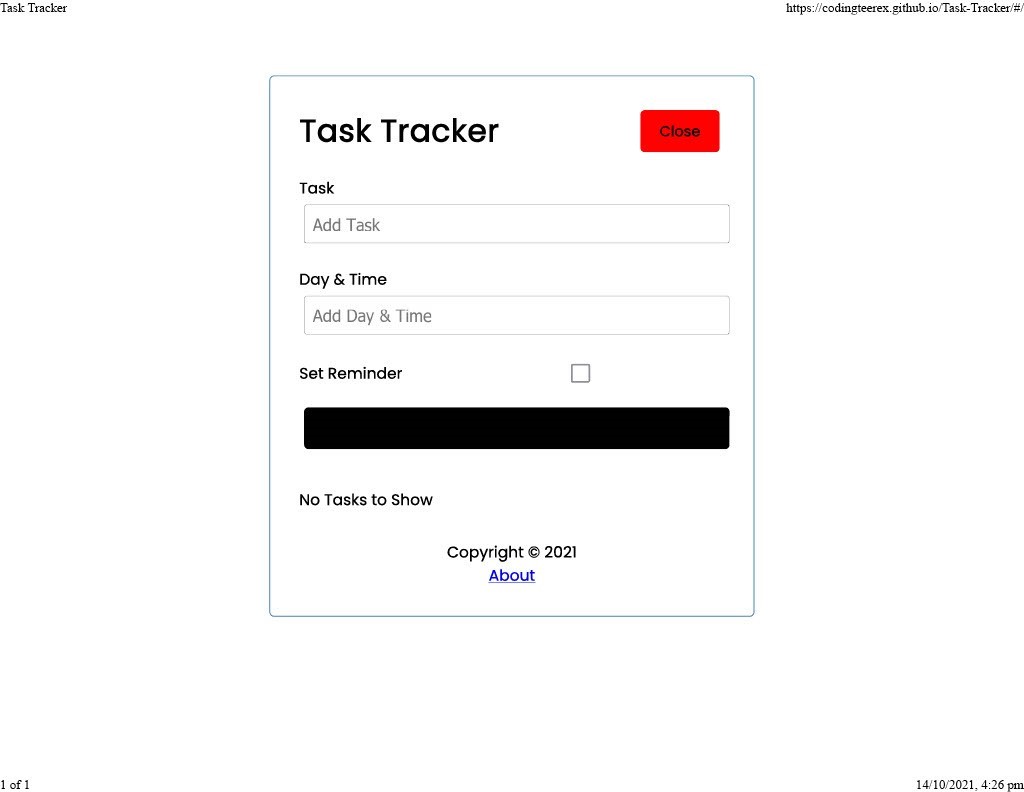 Task Tracker https://codingteerex.github.io/Task-Tracker/#/
Task Tracker Close
Task
Add Task
Day & Time
Add Day & Time
Set Reminder
No Tasks to Show
Copyright © 2021
About
1 of 1 14/10/2021, 4:26 pm